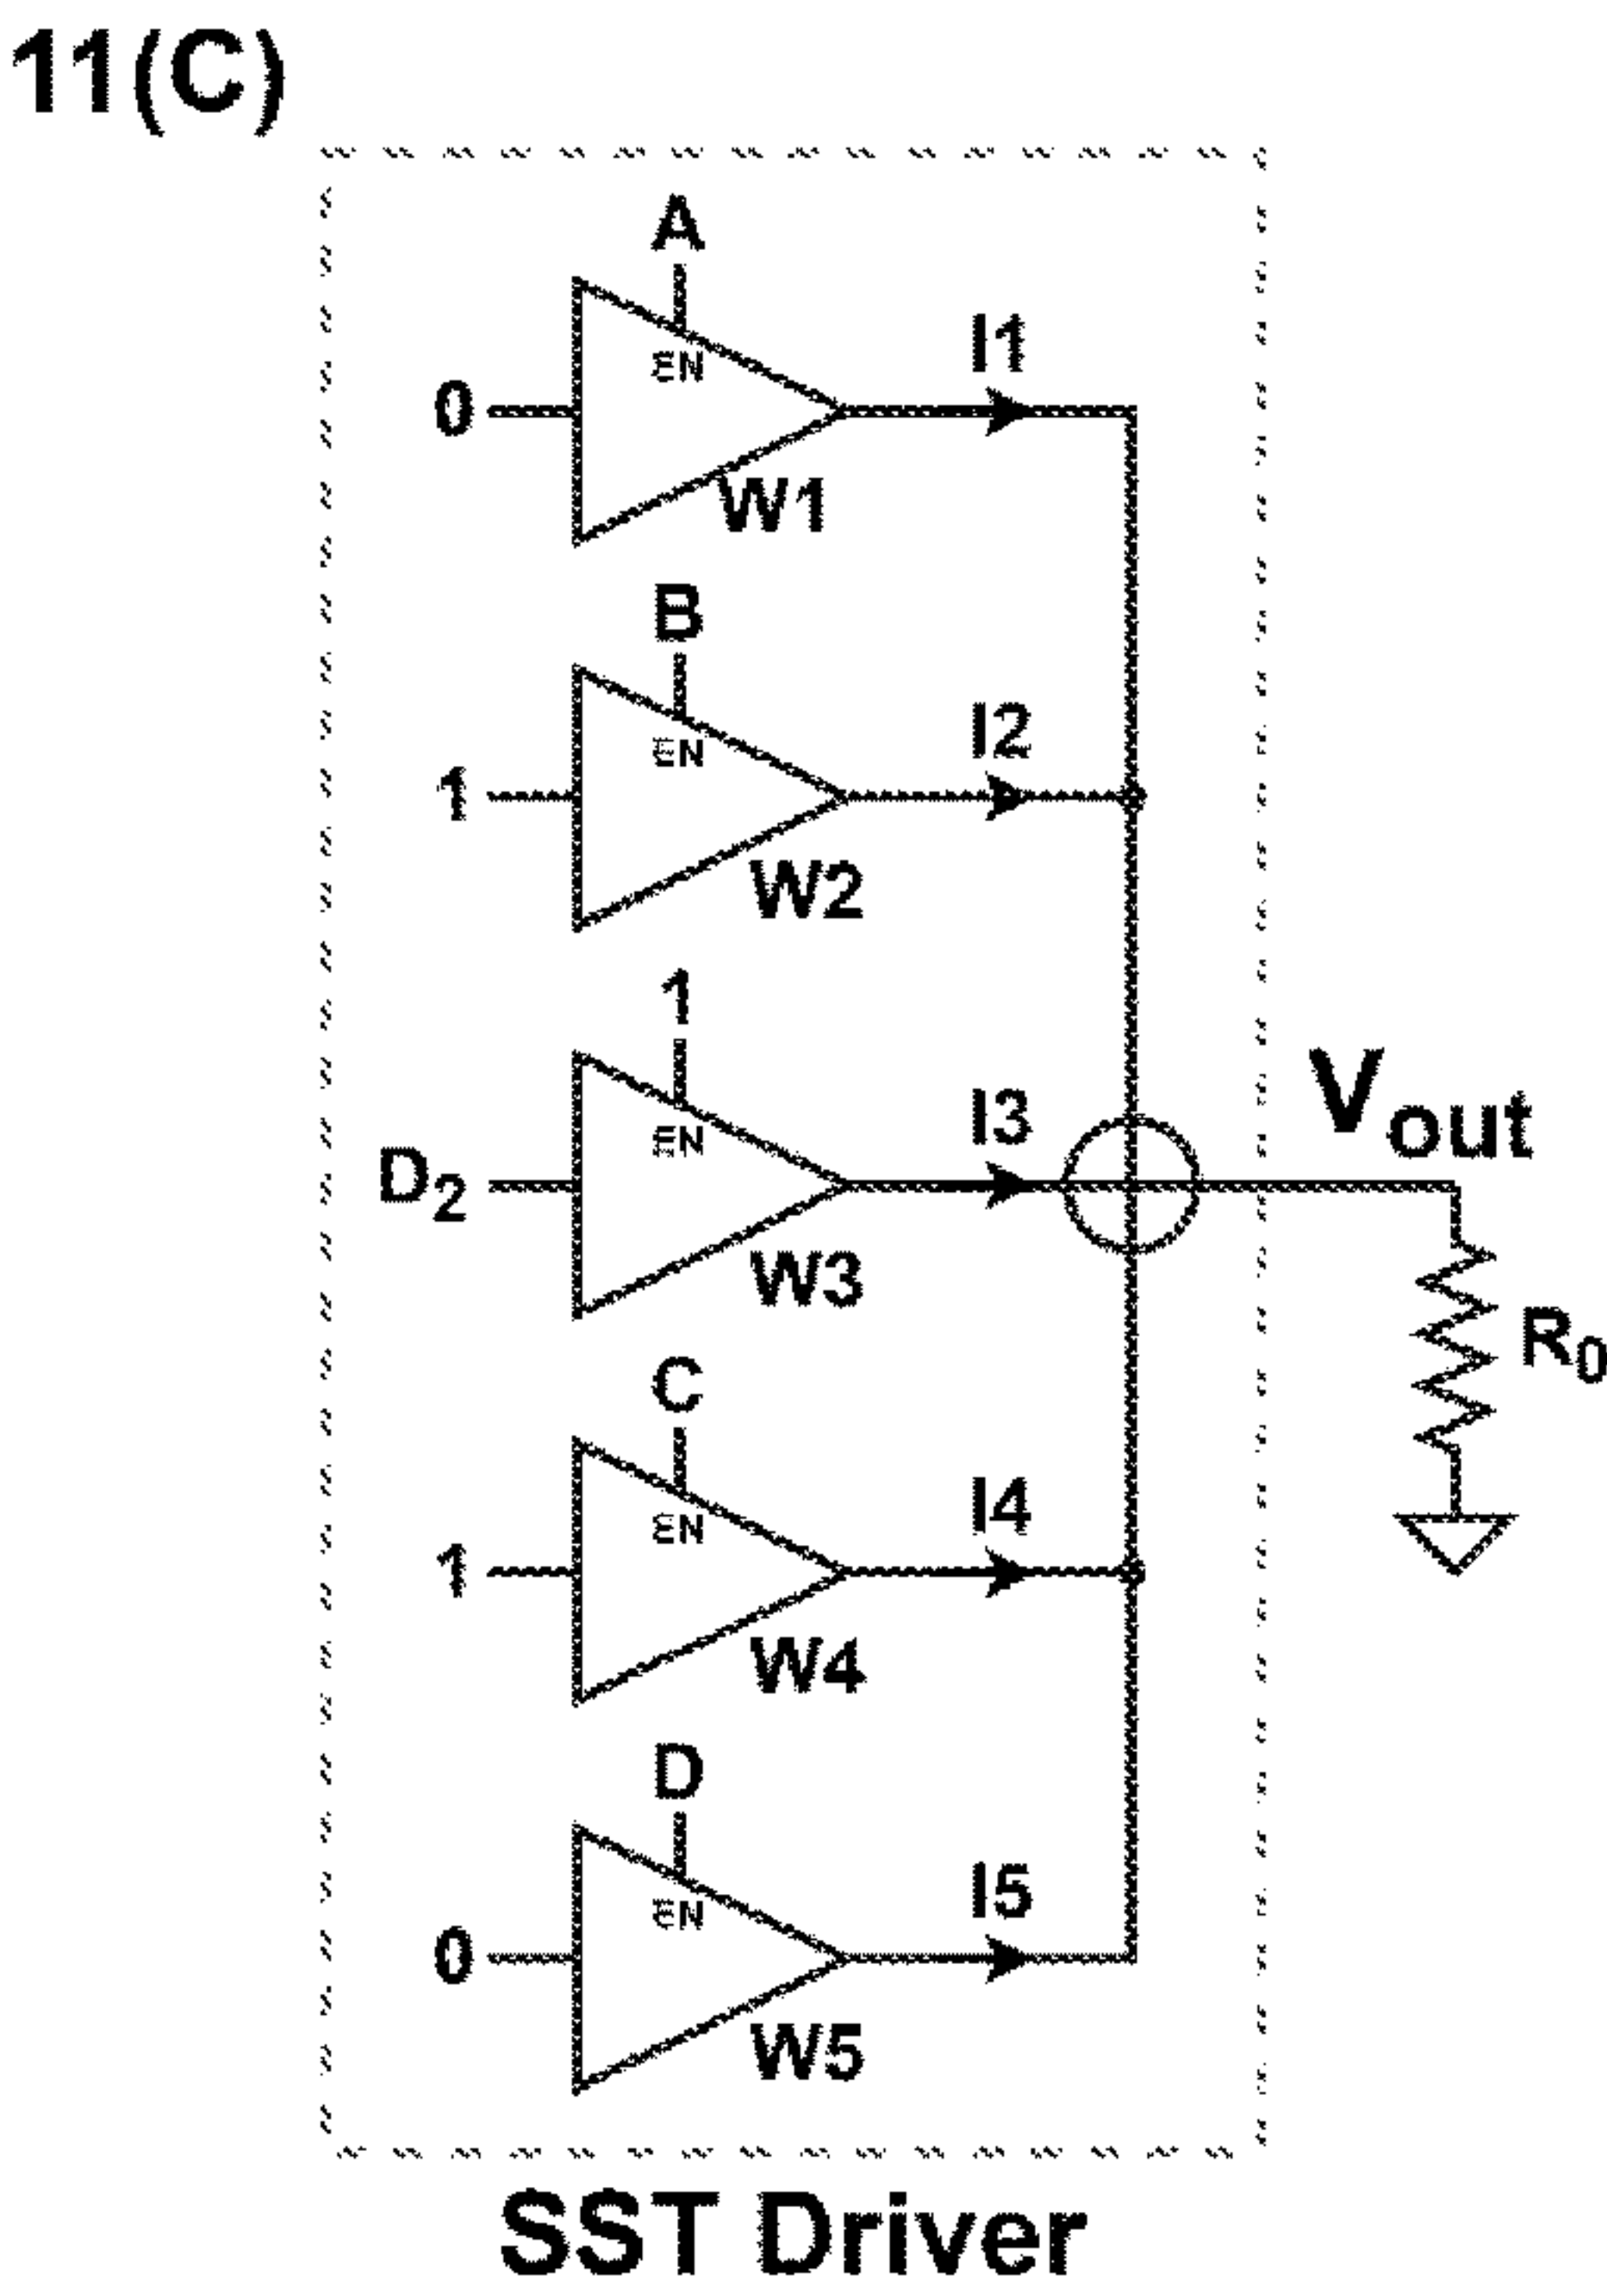 11(C)
A
EN
I1
0
W1
B
EN
I2
1
W2
1
EN
I3
Vout
D2
W3
R0
C
EN
I4
1
W4
D
EN
I5
0
W5
SST Driver